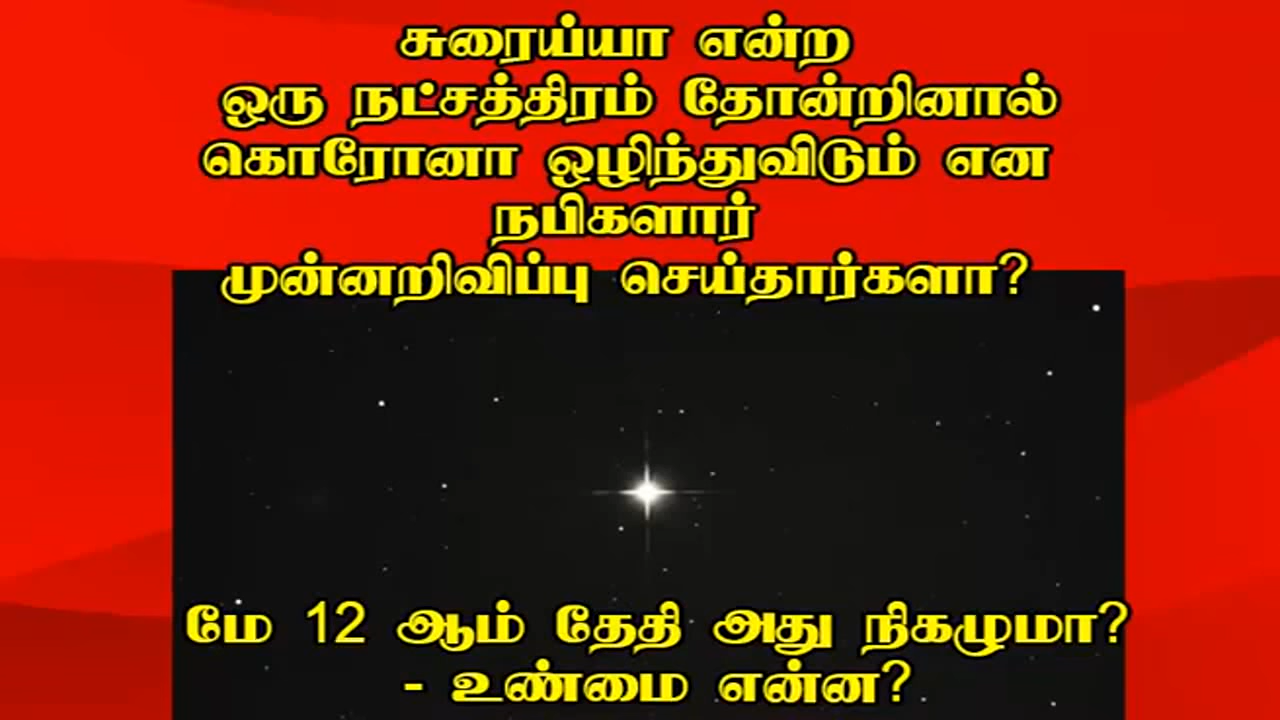 சுரைய்யா என்ற
ஒரு நட்சத்திரம் தோன்றினால்
கொரோனா ஒழிந்துவிடும் என
நபிகளார்
முன்னறிவிப்பு செய்தார்களா?
மே 12 ஆம் தேதி அது நிகழுமா?
- உண்மை என்ன?